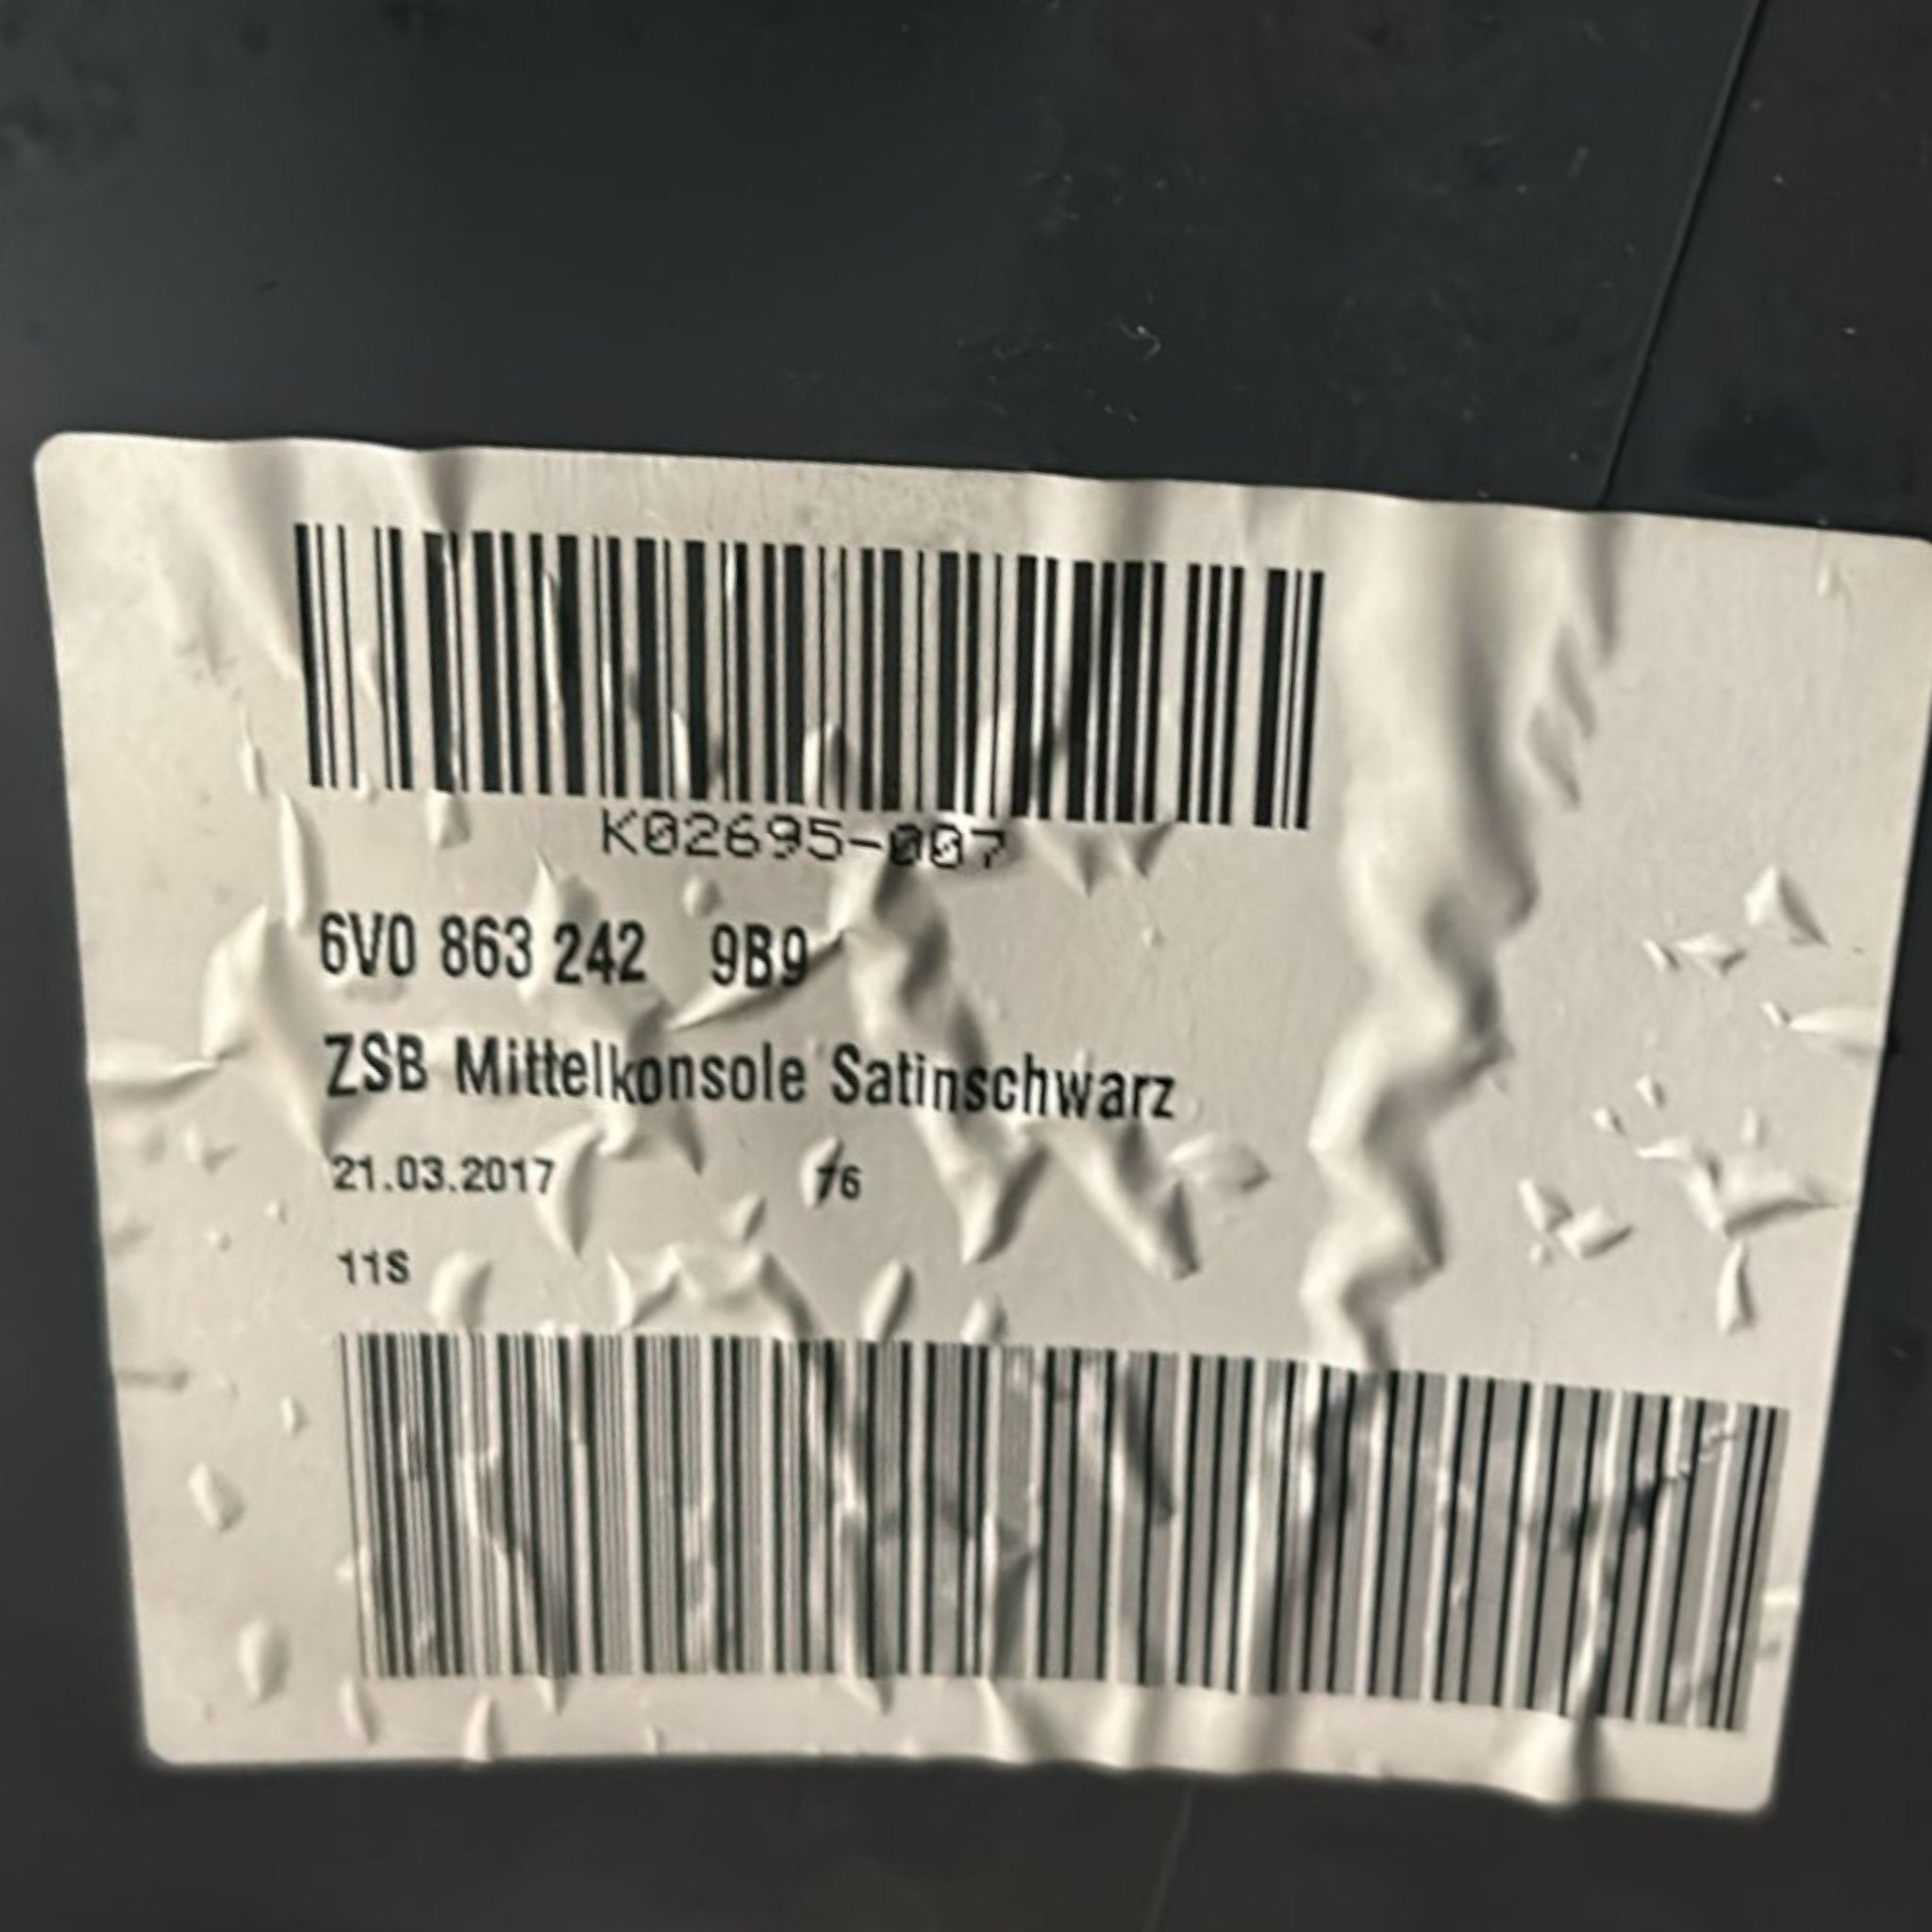 K02695-007
6V0 863 242 9B9
ZSB Mittelkonsole Satinschwarz
21.03.2017 76
11S